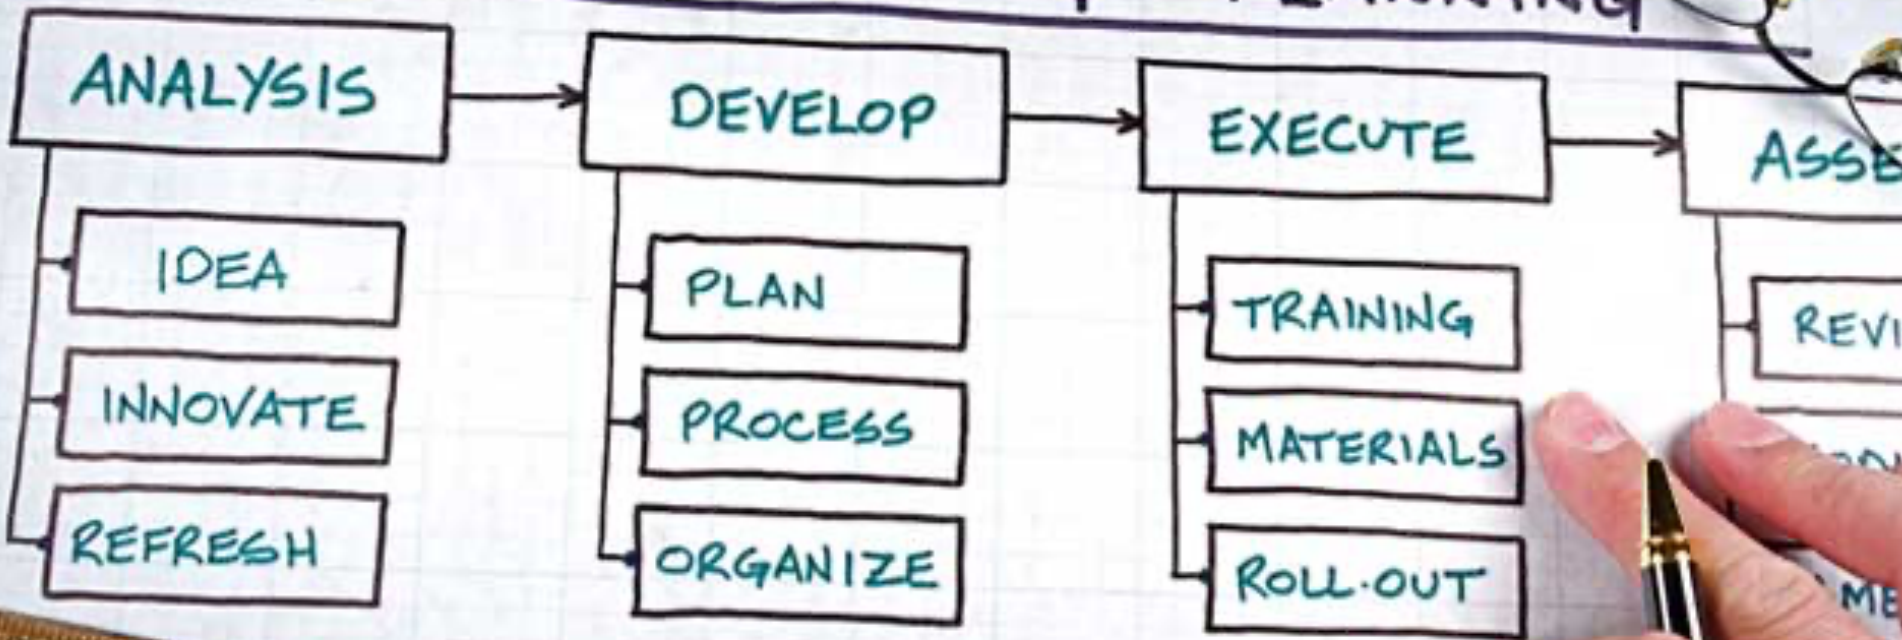 ANALYSIS
IDEA
INNOVATE
REFRESH
DEVELOP
PLAN
PROCESS
ORGANIZE
EXECUTE
TRAINING
MATERIALS
ROLL-OUT